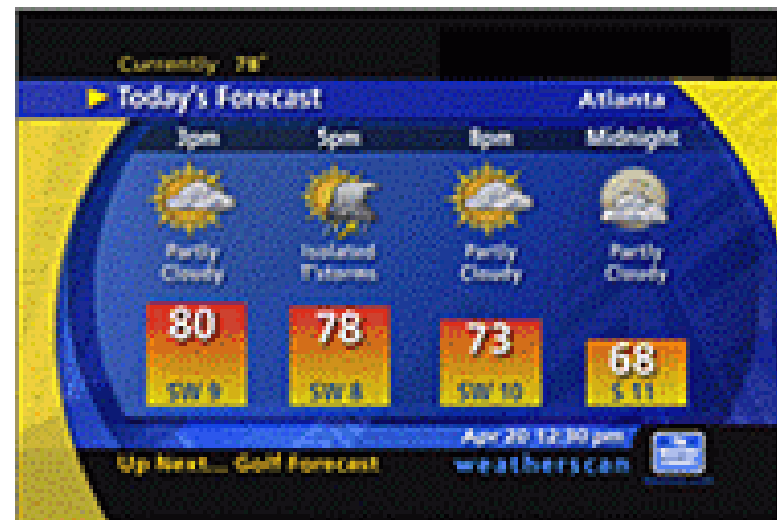 Currently 78°
Today's Forecast Atlanta
3pm 5pm 8pm Midnight
Partly Cloudy Isolated T'storms Partly Cloudy Partly Cloudy
80 78 73 68
SW 9 SW 8 SW 10 S 11
Apr 20 12:30 pm
Up Next... Golf Forecast weatherscan